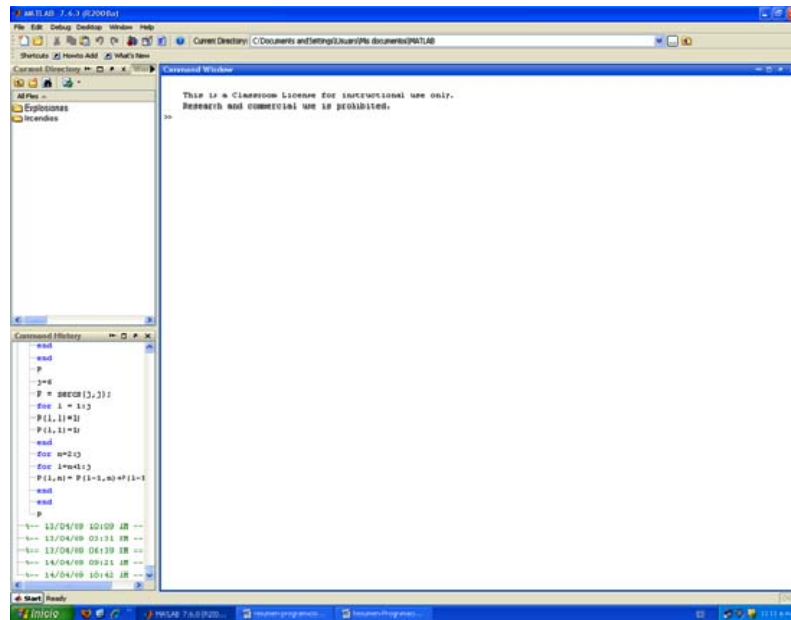 MATLAB 7.6.0 (R2008a)
File Edit Debug Desktop Window Help
Current Directory: C:\Documents and Settings\Usuario\Mis documentos\MATLAB
Shortcuts How to Add What's New
Current Directory
All Files
Explosiones
Incendios
Command Window
This is a Classroom License for instructional use only.
Research and commercial use is prohibited.
>>
Command History
end
end
P
j=6
P = zeros(j,j);
for i = 1:j
P(1,i)=1;
P(i,1)=1;
end
for n=2:j
for i=n+1:j
P(i,n)= P(i-1,n)+P(i-1
end
end
P
%-- 13/04/09 10:09 AM --
%-- 13/04/09 03:31 PM --
%-- 13/04/09 06:39 PM --
%-- 14/04/09 09:21 AM --
%-- 14/04/09 10:42 AM --
Start Ready
Inicio MATLAB 7.6.0 (R200...